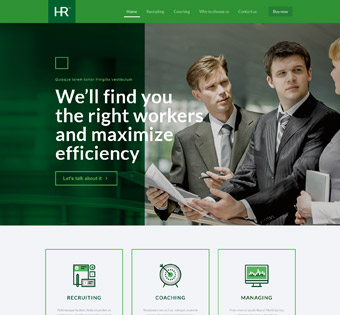 HR
Home Recruiting Coaching Why to choose us Contact us Buy now
Quisque lorem tortor fringilla vestibulum
We'll find you
the right workers
and maximize
efficiency
Let's talk about it
RECRUITING COACHING MANAGING